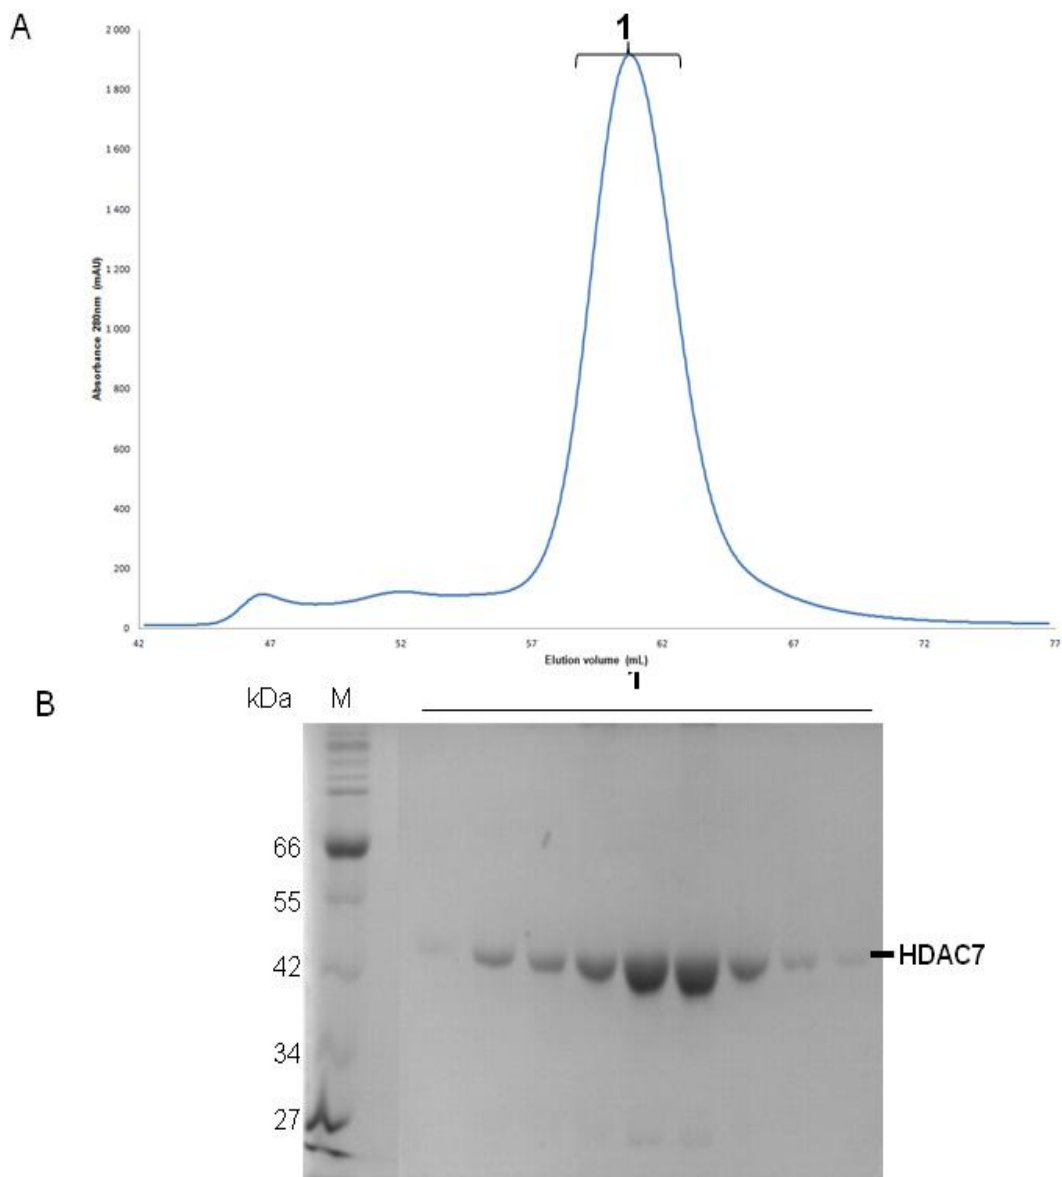 A
1
2 000
1 800
1 600
1 400
1 200
1 000
800
600
400
200
0
Absorbance 280nm (mAU)
42 47 52 57 62 67 72 77
Elution volume (mL)
B
kDa M 1
66
55
42
34
27
HDAC7